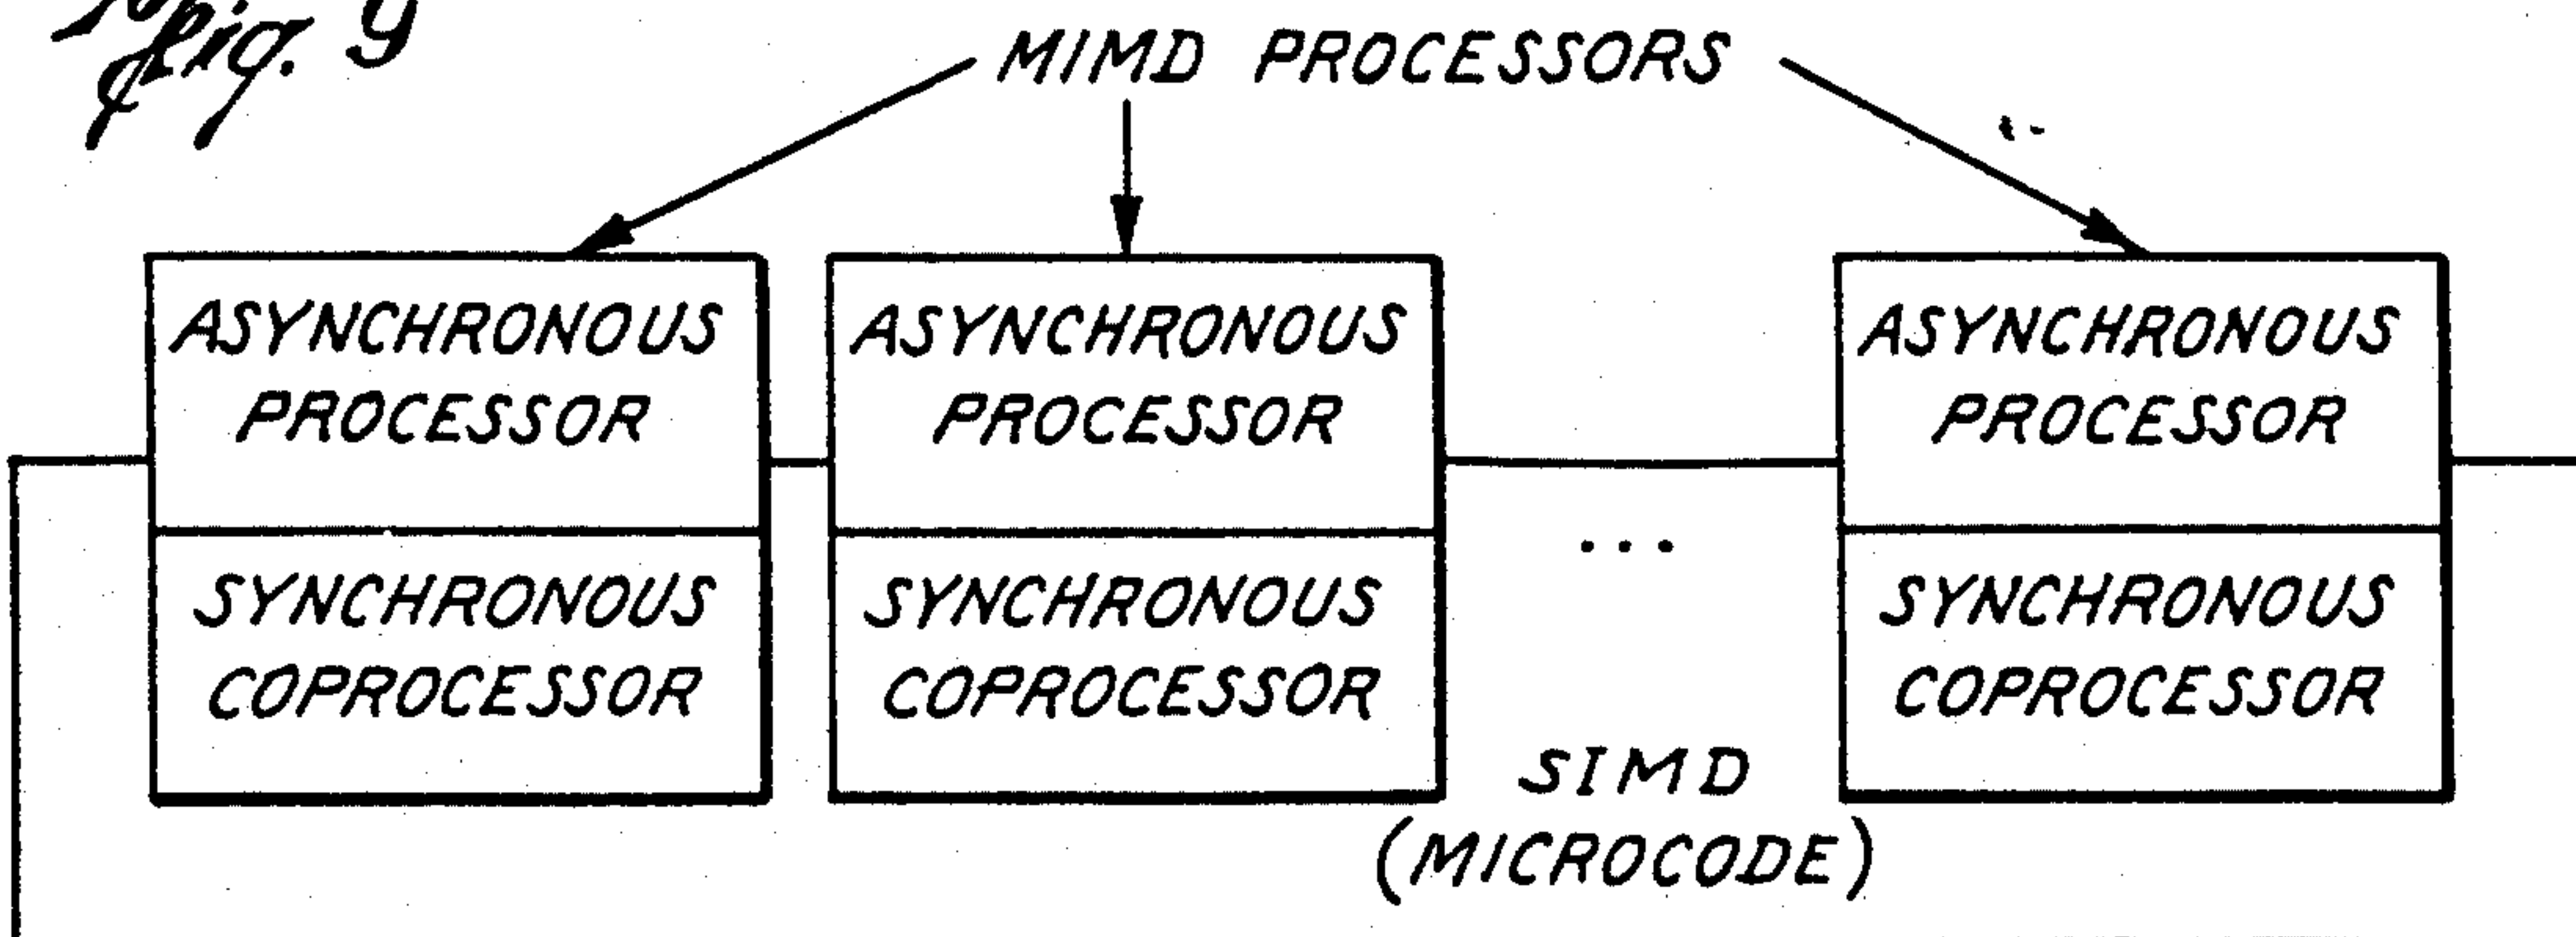 Fig. 9
MIMD PROCESSORS
ASYNCHRONOUS
PROCESSOR
SYNCHRONOUS
COPROCESSOR
ASYNCHRONOUS
PROCESSOR
SYNCHRONOUS
COPROCESSOR
...
SIMD
(MICROCODE)
ASYNCHRONOUS
PROCESSOR
SYNCHRONOUS
COPROCESSOR